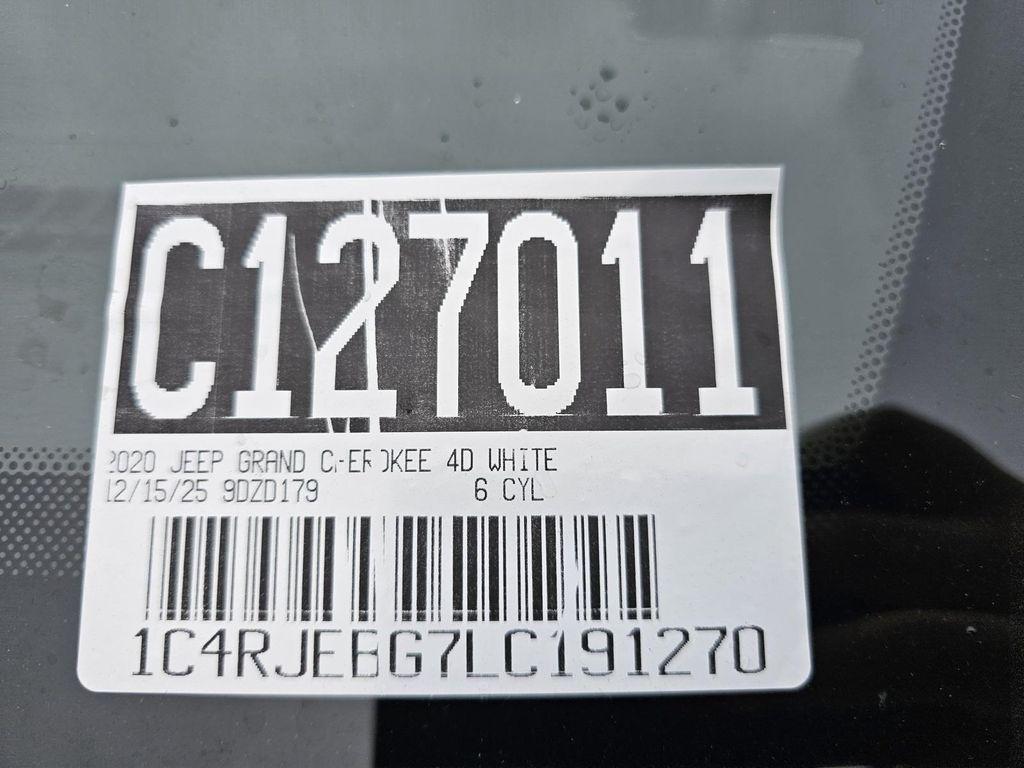 C127011
2020 JEEP GRAND CHEROKEE 4D WHITE
12/15/25 9DZD179 6 CYL
1C4RJEBG7LC191270